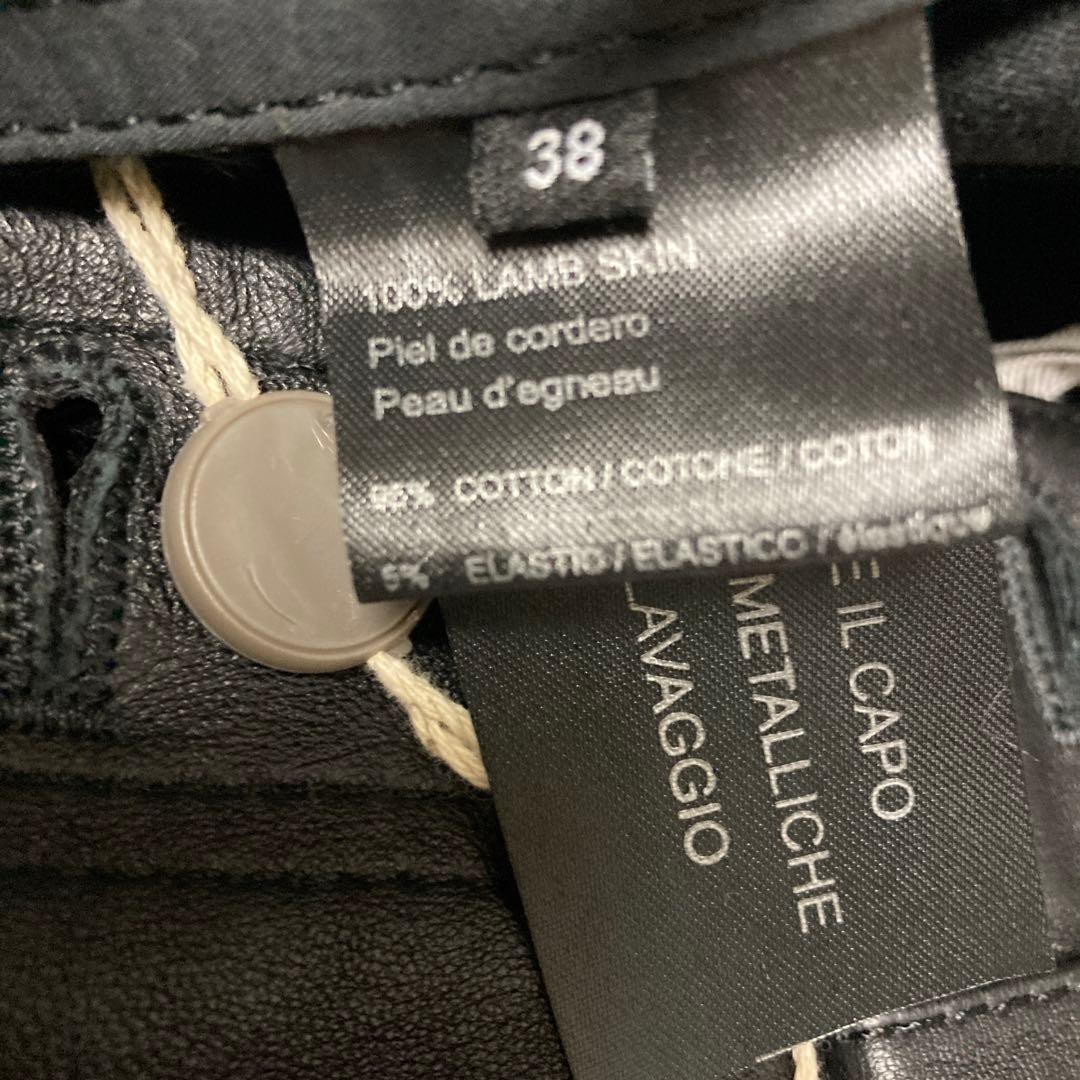 38
100% LAMB SKIN
Piel de cordero
Peau d'egneau
COTTON / COTONE / COTON
5% ELASTIC / ELASTICO / élastique
E IL CAPO
METALLICHE
LAVAGGIO